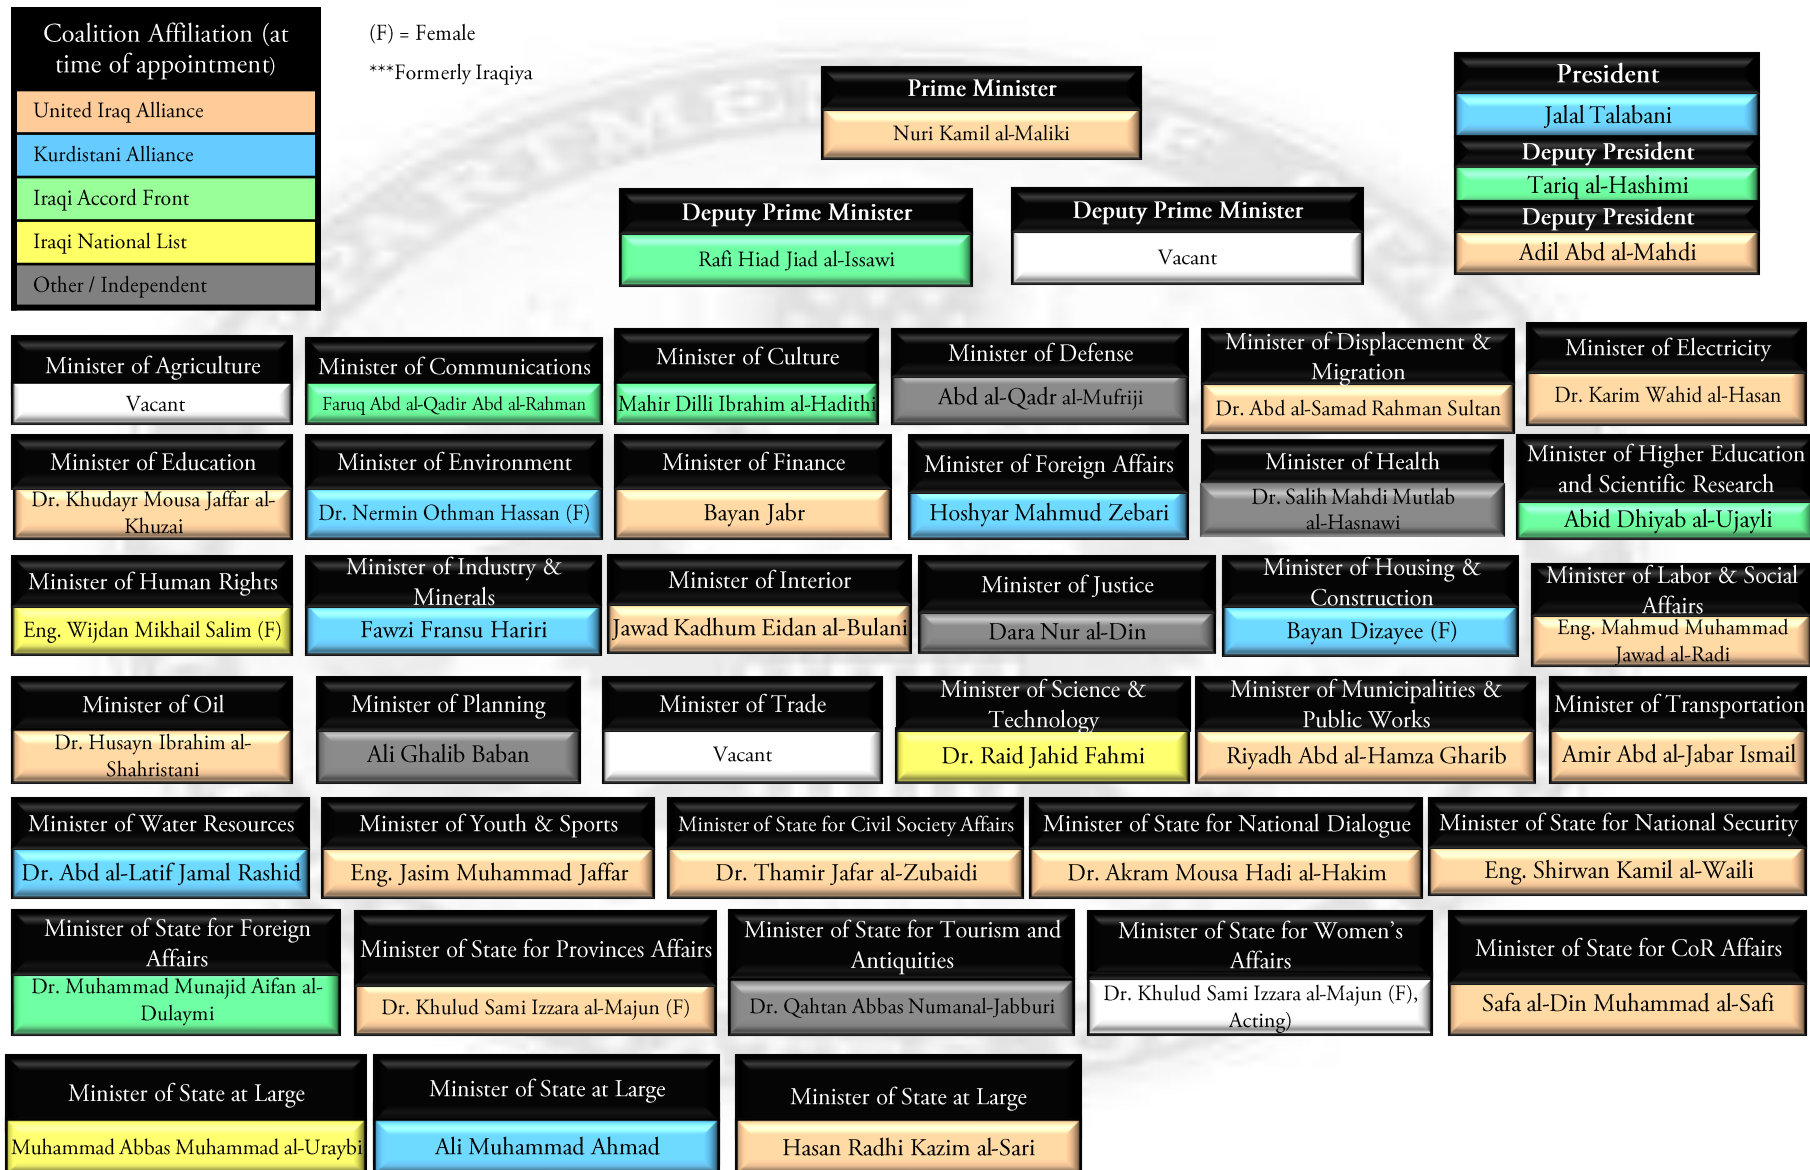 Coalition Affiliation (at
time of appointment)
United Iraq Alliance
Kurdistani Alliance
Iraqi Accord Front
Iraqi National List
Other / Independent
(F) = Female
***Formerly Iraqiya
Prime Minister
Nuri Kamil al-Maliki
President
Jalal Talabani
Deputy President
Tariq al-Hashimi
Deputy President
Adil Abd al-Mahdi
Deputy Prime Minister
Rafi Hiad Jiad al-Issawi
Deputy Prime Minister
Vacant
Minister of Agriculture
Vacant
Minister of Communications
Faruq Abd al-Qadir Abd al-Rahman
Minister of Culture
Mahir Dilli Ibrahim al-Hadithi
Minister of Defense
Abd al-Qadr al-Mufriji
Minister of Displacement &
Migration
Dr. Abd al-Samad Rahman Sultan
Minister of Electricity
Dr. Karim Wahid al-Hasan
Minister of Education
Dr. Khudayr Mousa Jaffar al-
Khuzai
Minister of Environment
Dr. Nermin Othman Hassan (F)
Minister of Finance
Bayan Jabr
Minister of Foreign Affairs
Hoshyar Mahmud Zebari
Minister of Health
Dr. Salih Mahdi Mutlab
al-Hasnawi
Minister of Higher Education
and Scientific Research
Abid Dhiyab al-Ujayli
Minister of Human Rights
Eng. Wijdan Mikhail Salim (F)
Minister of Industry &
Minerals
Fawzi Fransu Hariri
Minister of Interior
Jawad Kadhum Eidan al-Bulani
Minister of Justice
Dara Nur al-Din
Minister of Housing &
Construction
Bayan Dizayee (F)
Minister of Labor & Social
Affairs
Eng. Mahmud Muhammad
Jawad al-Radi
Minister of Oil
Dr. Husayn Ibrahim al-
Shahristani
Minister of Planning
Ali Ghalib Baban
Minister of Trade
Vacant
Minister of Science &
Technology
Dr. Raid Jahid Fahmi
Minister of Municipalities &
Public Works
Riyadh Abd al-Hamza Gharib
Minister of Transportation
Amir Abd al-Jabar Ismail
Minister of Water Resources
Dr. Abd al-Latif Jamal Rashid
Minister of Youth & Sports
Eng. Jasim Muhammad Jaffar
Minister of State for Civil Society Affairs
Dr. Thamir Jafar al-Zubaidi
Minister of State for National Dialogue
Dr. Akram Mousa Hadi al-Hakim
Minister of State for National Security
Eng. Shirwan Kamil al-Waili
Minister of State for Foreign
Affairs
Dr. Muhammad Munajid Aifan al-
Dulaymi
Minister of State for Provinces Affairs
Dr. Khulud Sami Izzara al-Majun (F)
Minister of State for Tourism and
Antiquities
Dr. Qahtan Abbas Numanal-Jabburi
Minister of State for Women's
Affairs
Dr. Khulud Sami Izzara al-Majun (F),
Acting)
Minister of State for CoR Affairs
Safa al-Din Muhammad al-Safi
Minister of State at Large
Muhammad Abbas Muhammad al-Uraybi
Minister of State at Large
Ali Muhammad Ahmad
Minister of State at Large
Hasan Radhi Kazim al-Sari